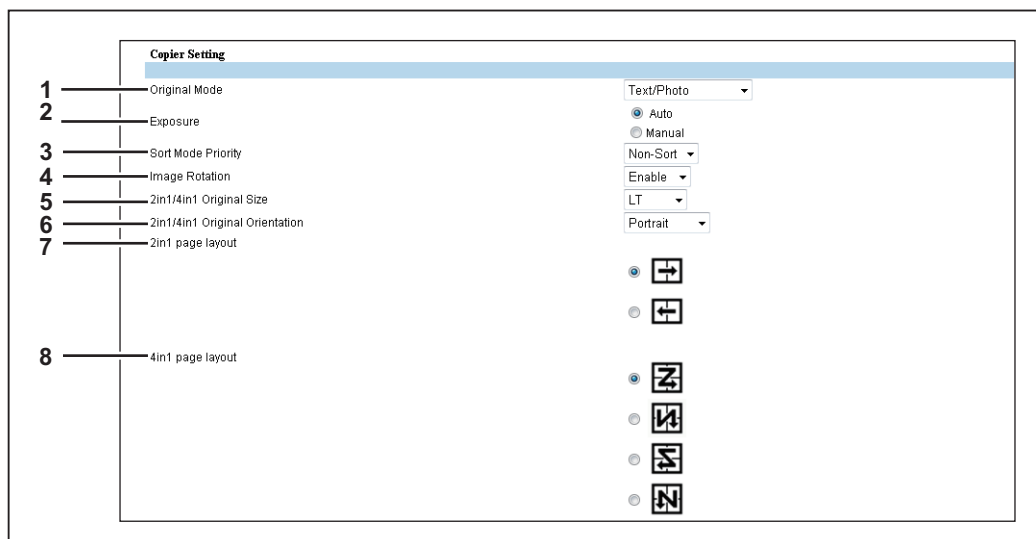 Copier Setting
1 Original Mode Text/Photo
2 Exposure Auto
Manual
3 Sort Mode Priority Non-Sort
4 Image Rotation Enable
5 2in1/4in1 Original Size LT
6 2in1/4in1 Original Orientation Portrait
7 2in1 page layout
8 4in1 page layout